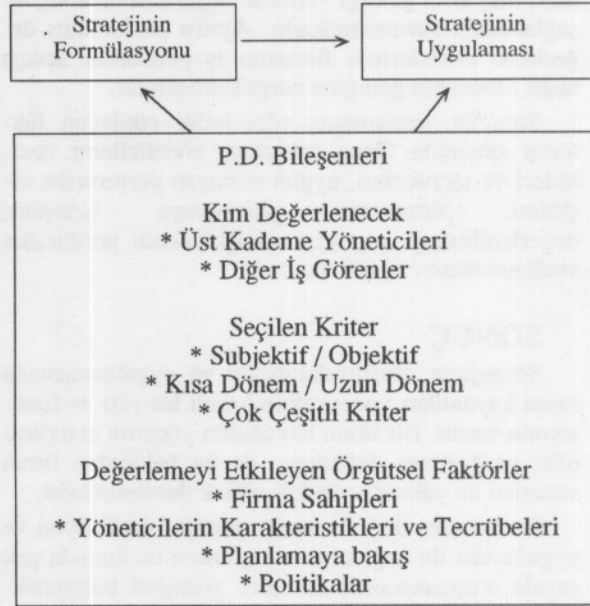 Stratejinin
Formülasyonu
Stratejinin
Uygulaması
P.D. Bileşenleri
Kim Değerlenecek
* Üst Kademe Yöneticileri
* Diğer İş Görenler
Seçilen Kriter
* Subjektif / Objektif
* Kısa Dönem / Uzun Dönem
* Çok Çeşitli Kriter
Değerlemeyi Etkileyen Örgütsel Faktörler
* Firma Sahipleri
* Yöneticilerin Karakteristikleri ve Tecrübeleri
* Planlamaya bakış
* Politikalar